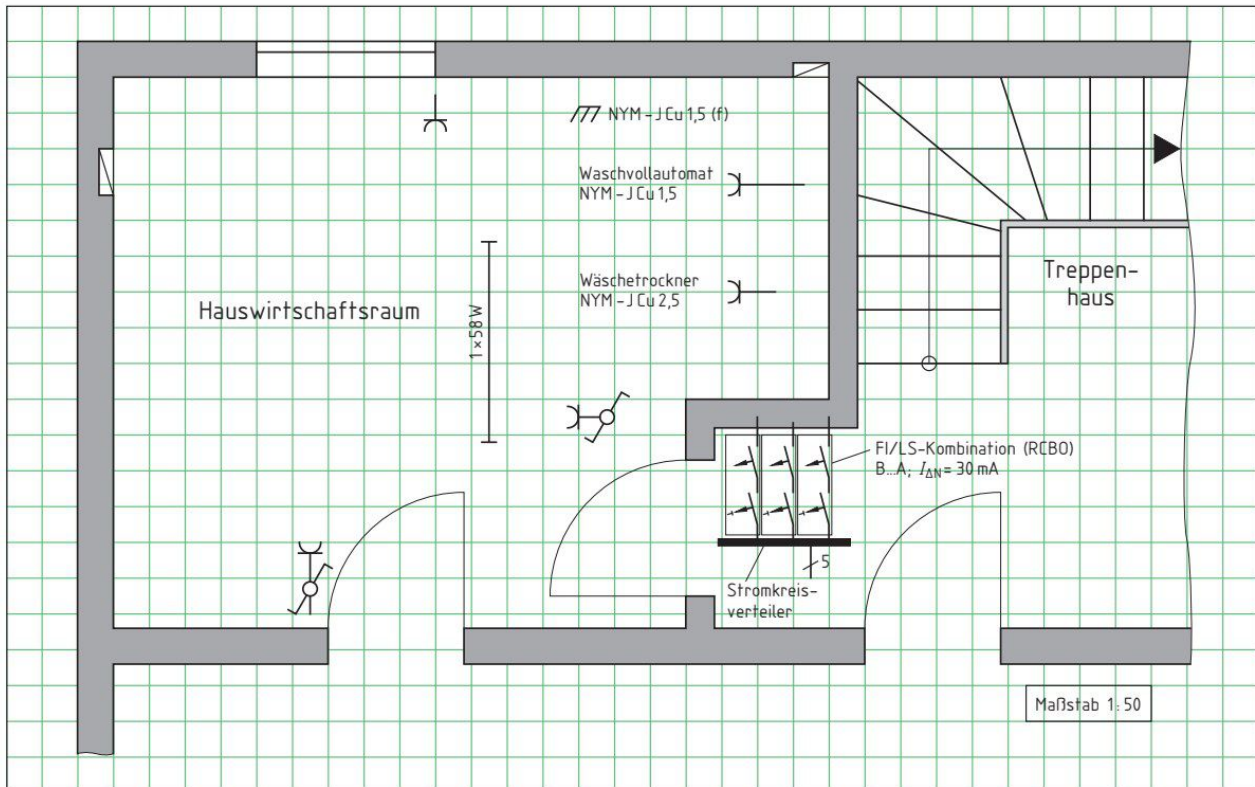 NYM-J Cu 1,5 (f)
Waschvollautomat
NYM-J Cu 1,5
Wäschetrockner
NYM-J Cu 2,5
Hauswirtschaftsraum
1×58W
Treppen-
haus
FI/LS-Kombination (RCBO)
B...A; IΔN = 30 mA
5
Stromkreis-
verteiler
Maßstab 1:50